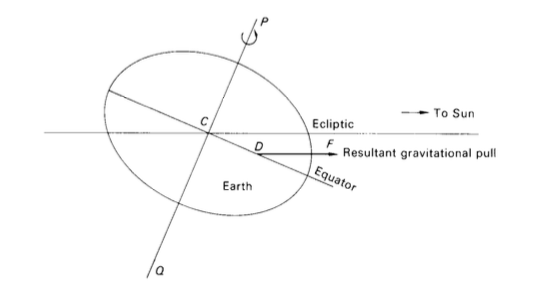 P
C
Ecliptic
To Sun
D
F
Resultant gravitational pull
Earth
Equator
Q